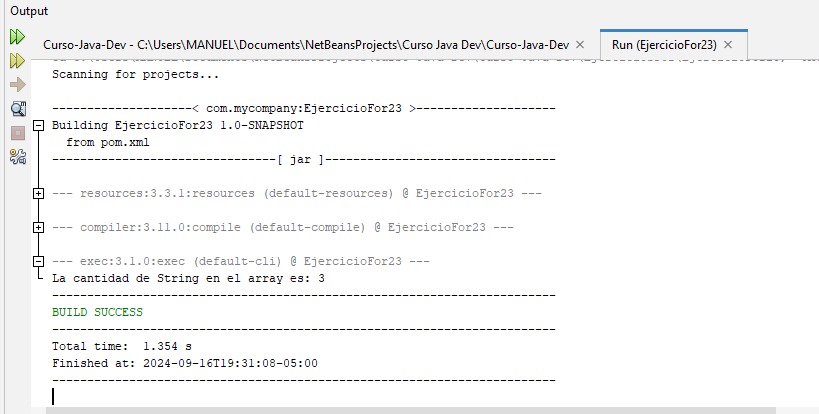 Output
Curso-Java-Dev - C:\Users\MANUEL\Documents\NetBeansProjects\Curso Java Dev\Curso-Java-Dev × Run (EjercicioFor23) ×
Scanning for projects...
--------------------< com.mycompany:EjercicioFor23 >--------------------
Building EjercicioFor23 1.0-SNAPSHOT
from pom.xml
--------------------------------[ jar ]---------------------------------
--- resources:3.3.1:resources (default-resources) @ EjercicioFor23 ---
--- compiler:3.11.0:compile (default-compile) @ EjercicioFor23 ---
--- exec:3.1.0:exec (default-cli) @ EjercicioFor23 ---
La cantidad de String en el array es: 3
------------------------------------------------------------------------
BUILD SUCCESS
------------------------------------------------------------------------
Total time:  1.354 s
Finished at: 2024-09-16T19:31:08-05:00
------------------------------------------------------------------------